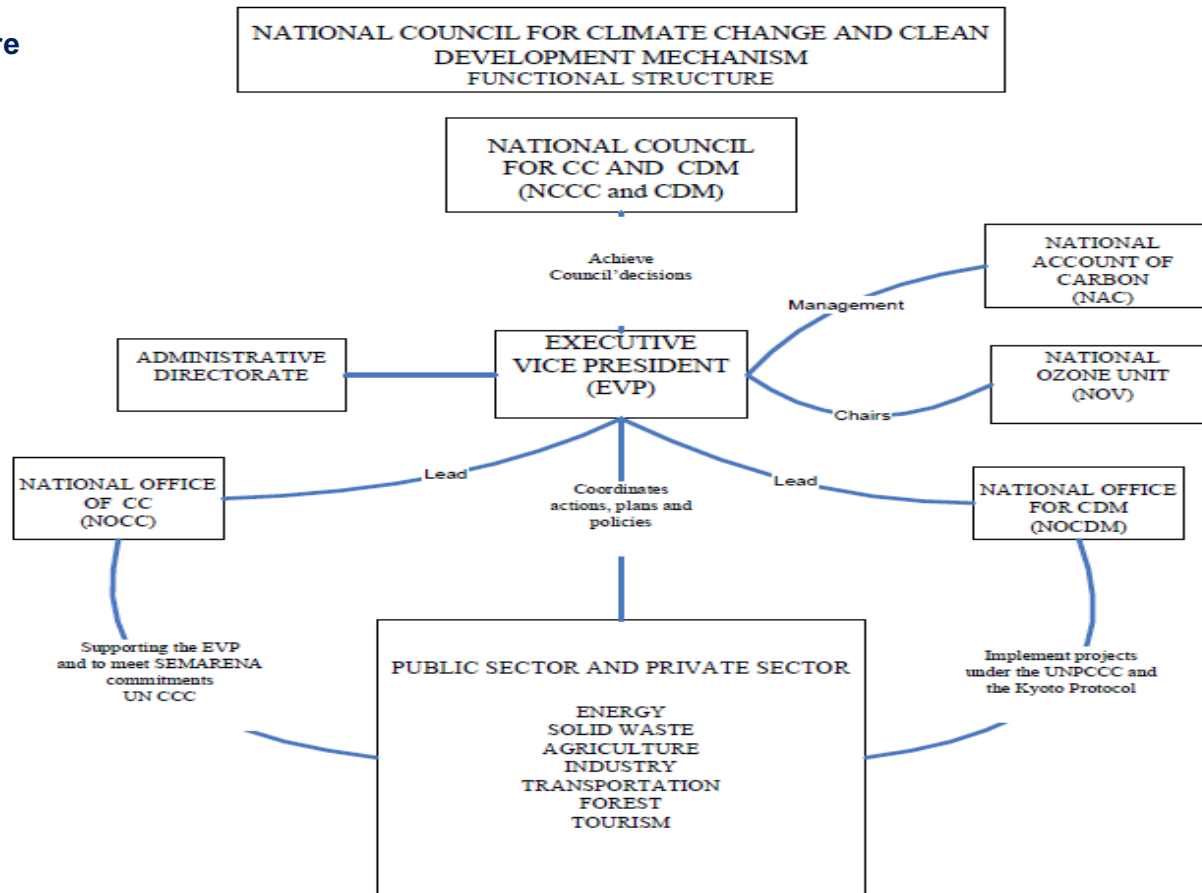 re
NATIONAL COUNCIL FOR CLIMATE CHANGE AND CLEAN
DEVELOPMENT MECHANISM
FUNCTIONAL STRUCTURE
NATIONAL COUNCIL
FOR CC AND CDM
(NCCC and CDM)
Achieve
Council'decisions
NATIONAL
ACCOUNT OF
CARBON
(NAC)
Management
ADMINISTRATIVE
DIRECTORATE
EXECUTIVE
VICE PRESIDENT
(EVP)
NATIONAL
OZONE UNIT
(NOV)
Chairs
NATIONAL OFFICE
OF CC
(NOCC)
Lead
Coordinates
actions, plans and
policies
Lead
NATIONAL OFFICE
FOR CDM
(NOCDM)
Supporting the EVP
and to meet SEMARENA
commitments
UN CCC
PUBLIC SECTOR AND PRIVATE SECTOR
ENERGY
SOLID WASTE
AGRICULTURE
INDUSTRY
TRANSPORTATION
FOREST
TOURISM
Implement projects
under the UNPCCC and
the Kyoto Protocol